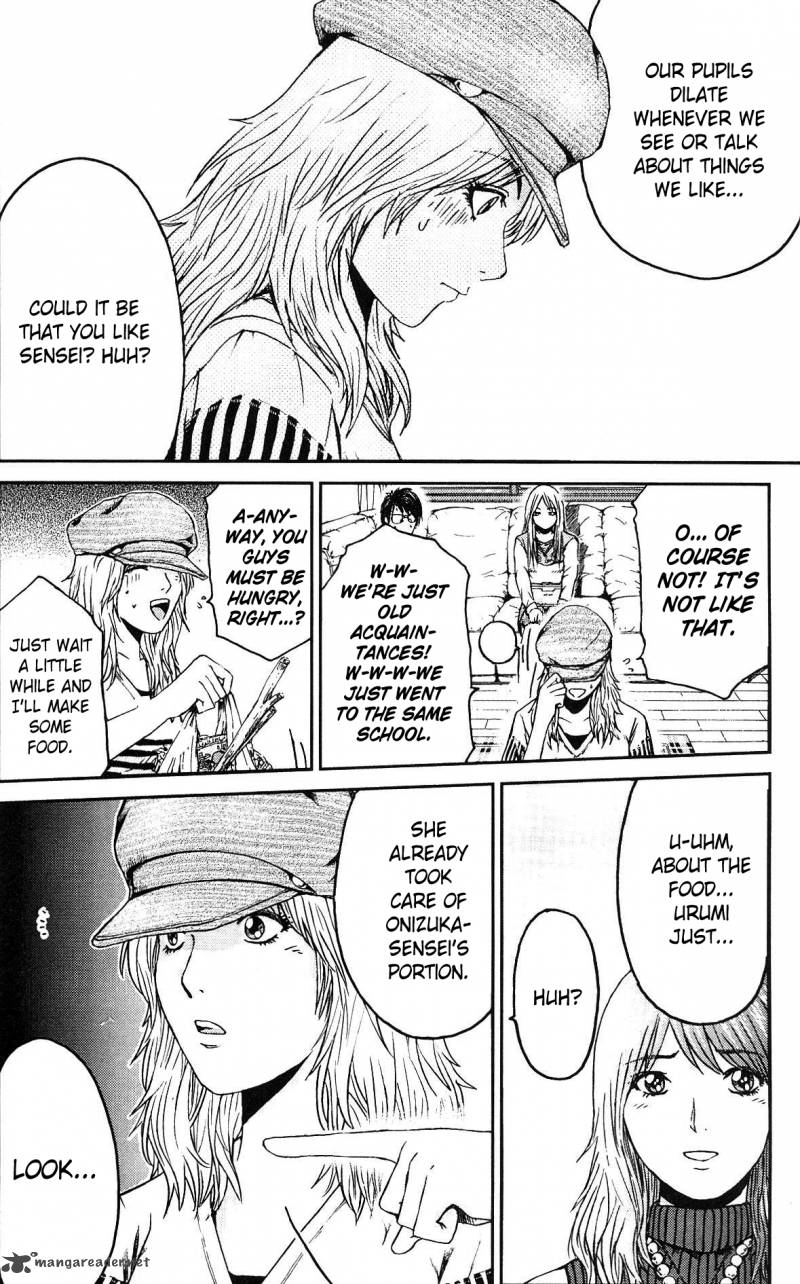 OUR PUPILS
DILATE
WHENEVER WE
SEE OR TALK
ABOUT THINGS
WE LIKE...
COULD IT BE
THAT YOU LIKE
SENSEI? HUH?
O... OF
COURSE
NOT! IT'S
NOT LIKE
THAT.
W-W-
WE'RE JUST
OLD
ACQUAIN-
TANCES!
W-W-W-WE
JUST WENT
TO THE SAME
SCHOOL.
A-ANY-
WAY, YOU
GUYS
MUST BE
HUNGRY,
RIGHT...?
JUST WAIT
A LITTLE
WHILE AND
I'LL MAKE
SOME
FOOD.
U-UHM,
ABOUT THE
FOOD...
URUMI
JUST...
HUH?
SHE
ALREADY
TOOK
CARE OF
ONIZUKA-
SENSEI'S
PORTION.
LOOK...
mangareader.net